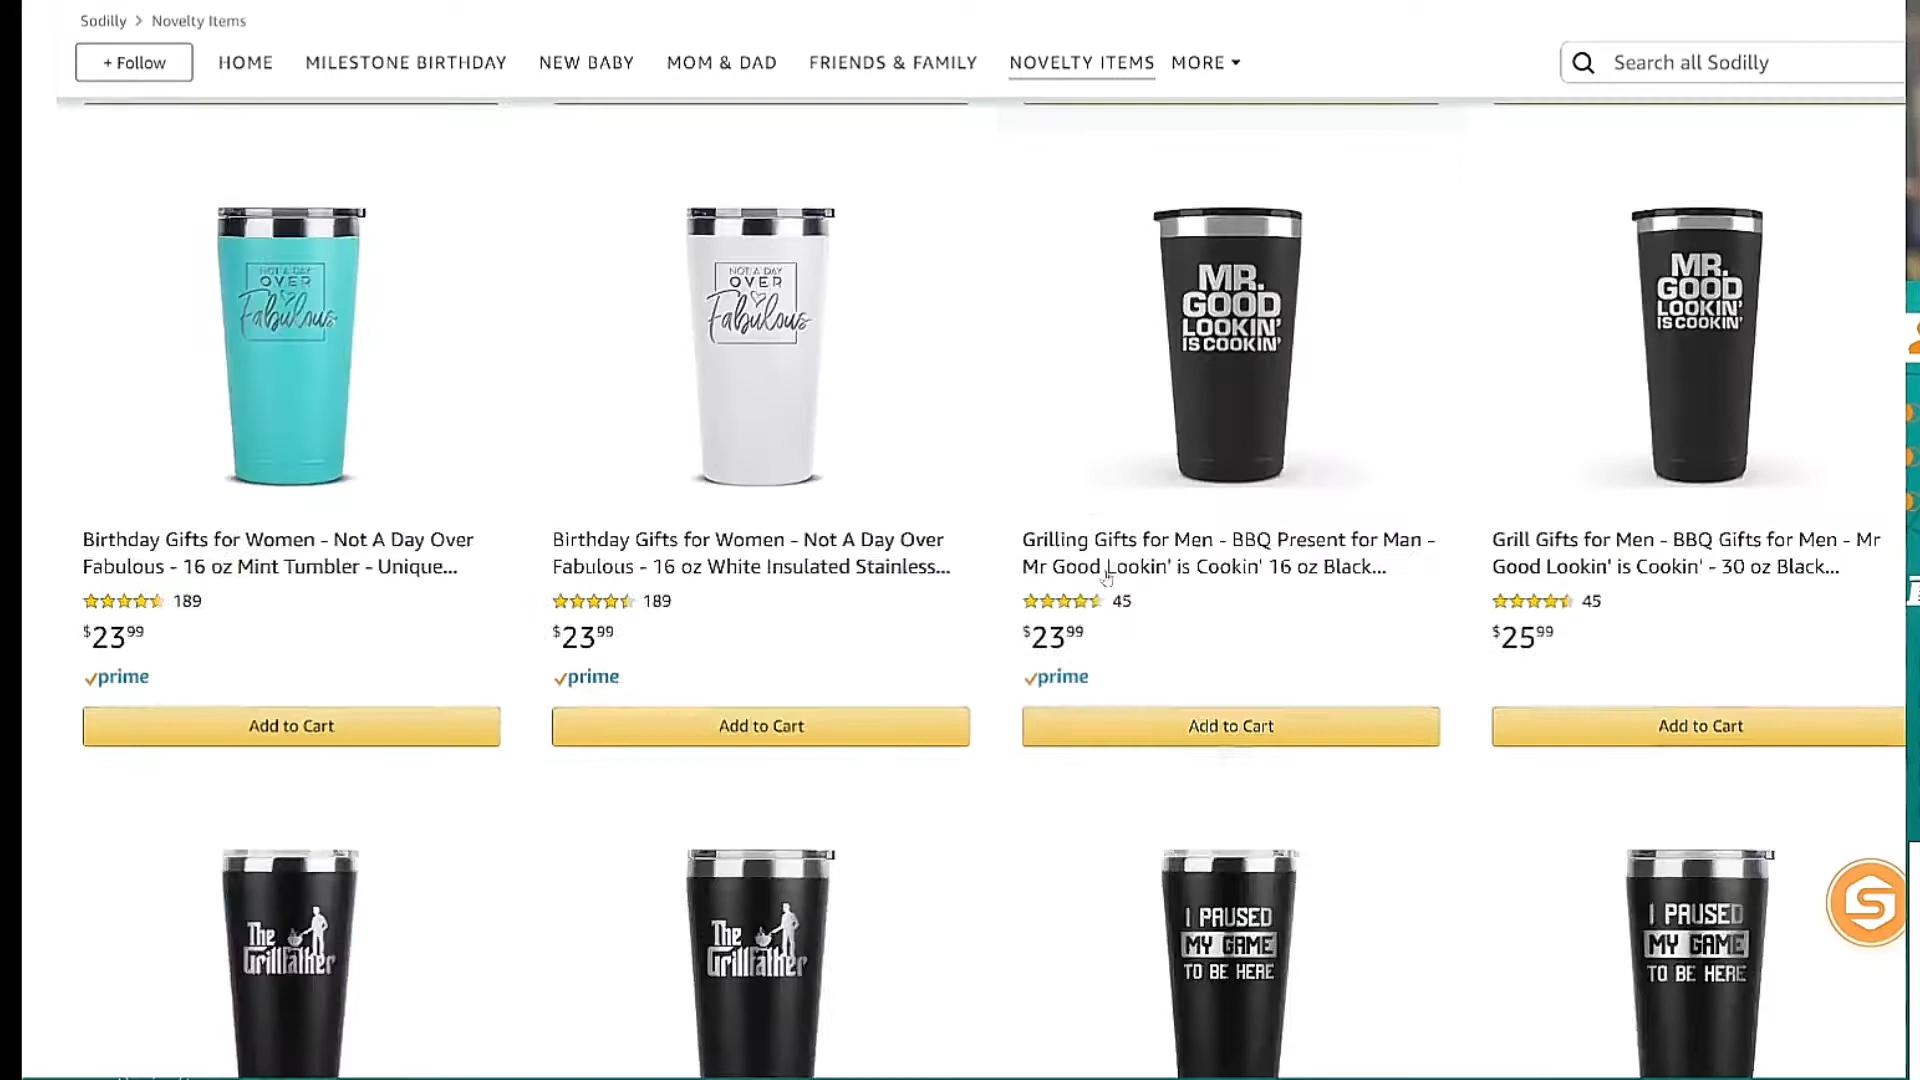 Sodilly > Novelty Items
+ Follow HOME MILESTONE BIRTHDAY NEW BABY MOM & DAD FRIENDS & FAMILY NOVELTY ITEMS MORE Search all Sodilly
NOT A DAY
OVER
Fabulous
NOT A DAY
OVER
Fabulous
MR.
GOOD
LOOKIN'
IS COOKIN'
MR.
GOOD
LOOKIN'
IS COOKIN'
Birthday Gifts for Women - Not A Day Over
Fabulous - 16 oz Mint Tumbler - Unique...
189
$23.99
prime
Add to Cart
Birthday Gifts for Women - Not A Day Over
Fabulous - 16 oz White Insulated Stainless...
189
$23.99
prime
Add to Cart
Grilling Gifts for Men - BBQ Present for Man -
Mr Good Lookin' is Cookin' 16 oz Black...
45
$23.99
prime
Add to Cart
Grill Gifts for Men - BBQ Gifts for Men - Mr
Good Lookin' is Cookin' - 30 oz Black...
45
$25.99
Add to Cart
The
Grillfather
The
Grillfather
I PAUSED
MY GAME
TO BE HERE
I PAUSED
MY GAME
TO BE HERE